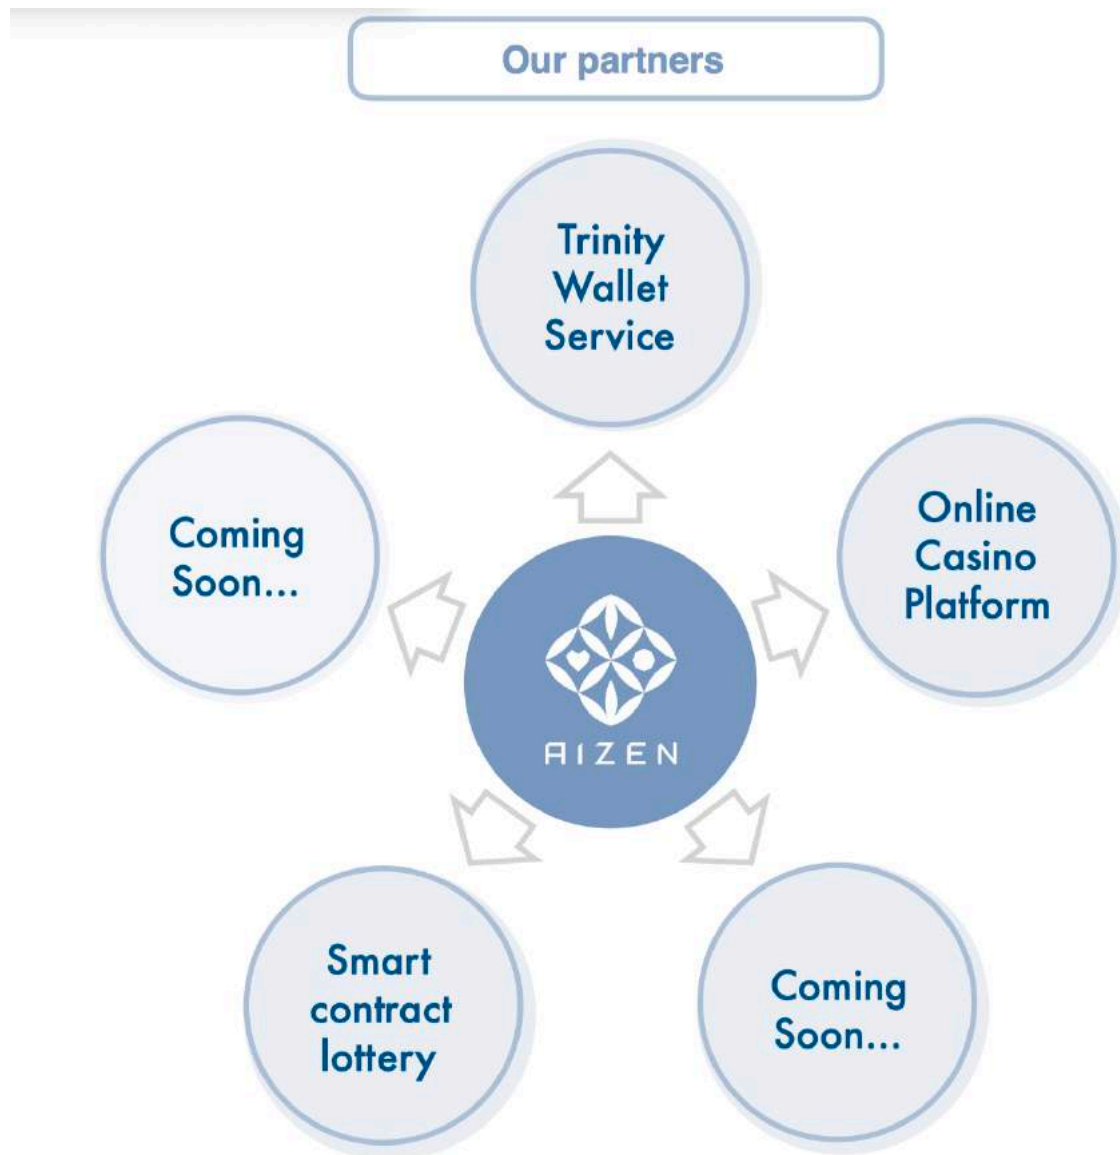 Our partners
Trinity
Wallet
Service
Coming
Soon...
Online
Casino
Platform
AIZEN
Smart
contract
lottery
Coming
Soon...